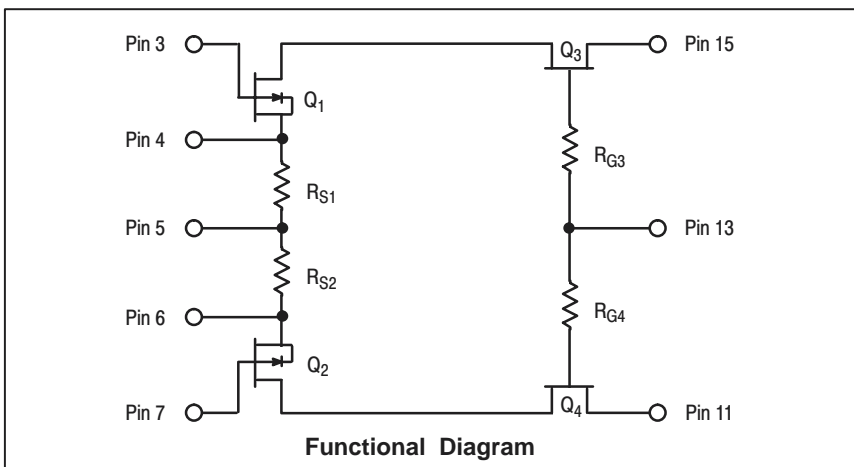 Pin 3
Q3
Pin 15
Q1
Pin 4
RG3
RS1
Pin 5
Pin 13
RS2
RG4
Pin 6
Q2
Pin 7
Q4
Pin 11
Functional Diagram